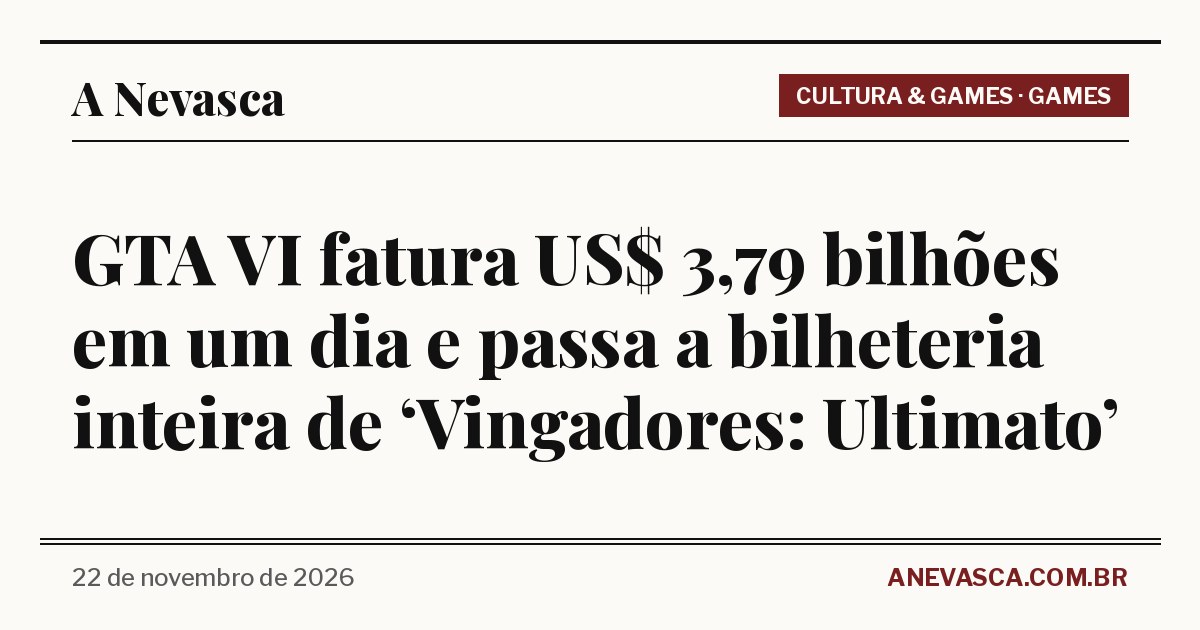 A Nevasca
CULTURA & GAMES · GAMES
GTA VI fatura US$ 3,79 bilhões
em um dia e passa a bilheteria
inteira de ‘Vingadores: Ultimato’
22 de novembro de 2026
ANEVASCA.COM.BR